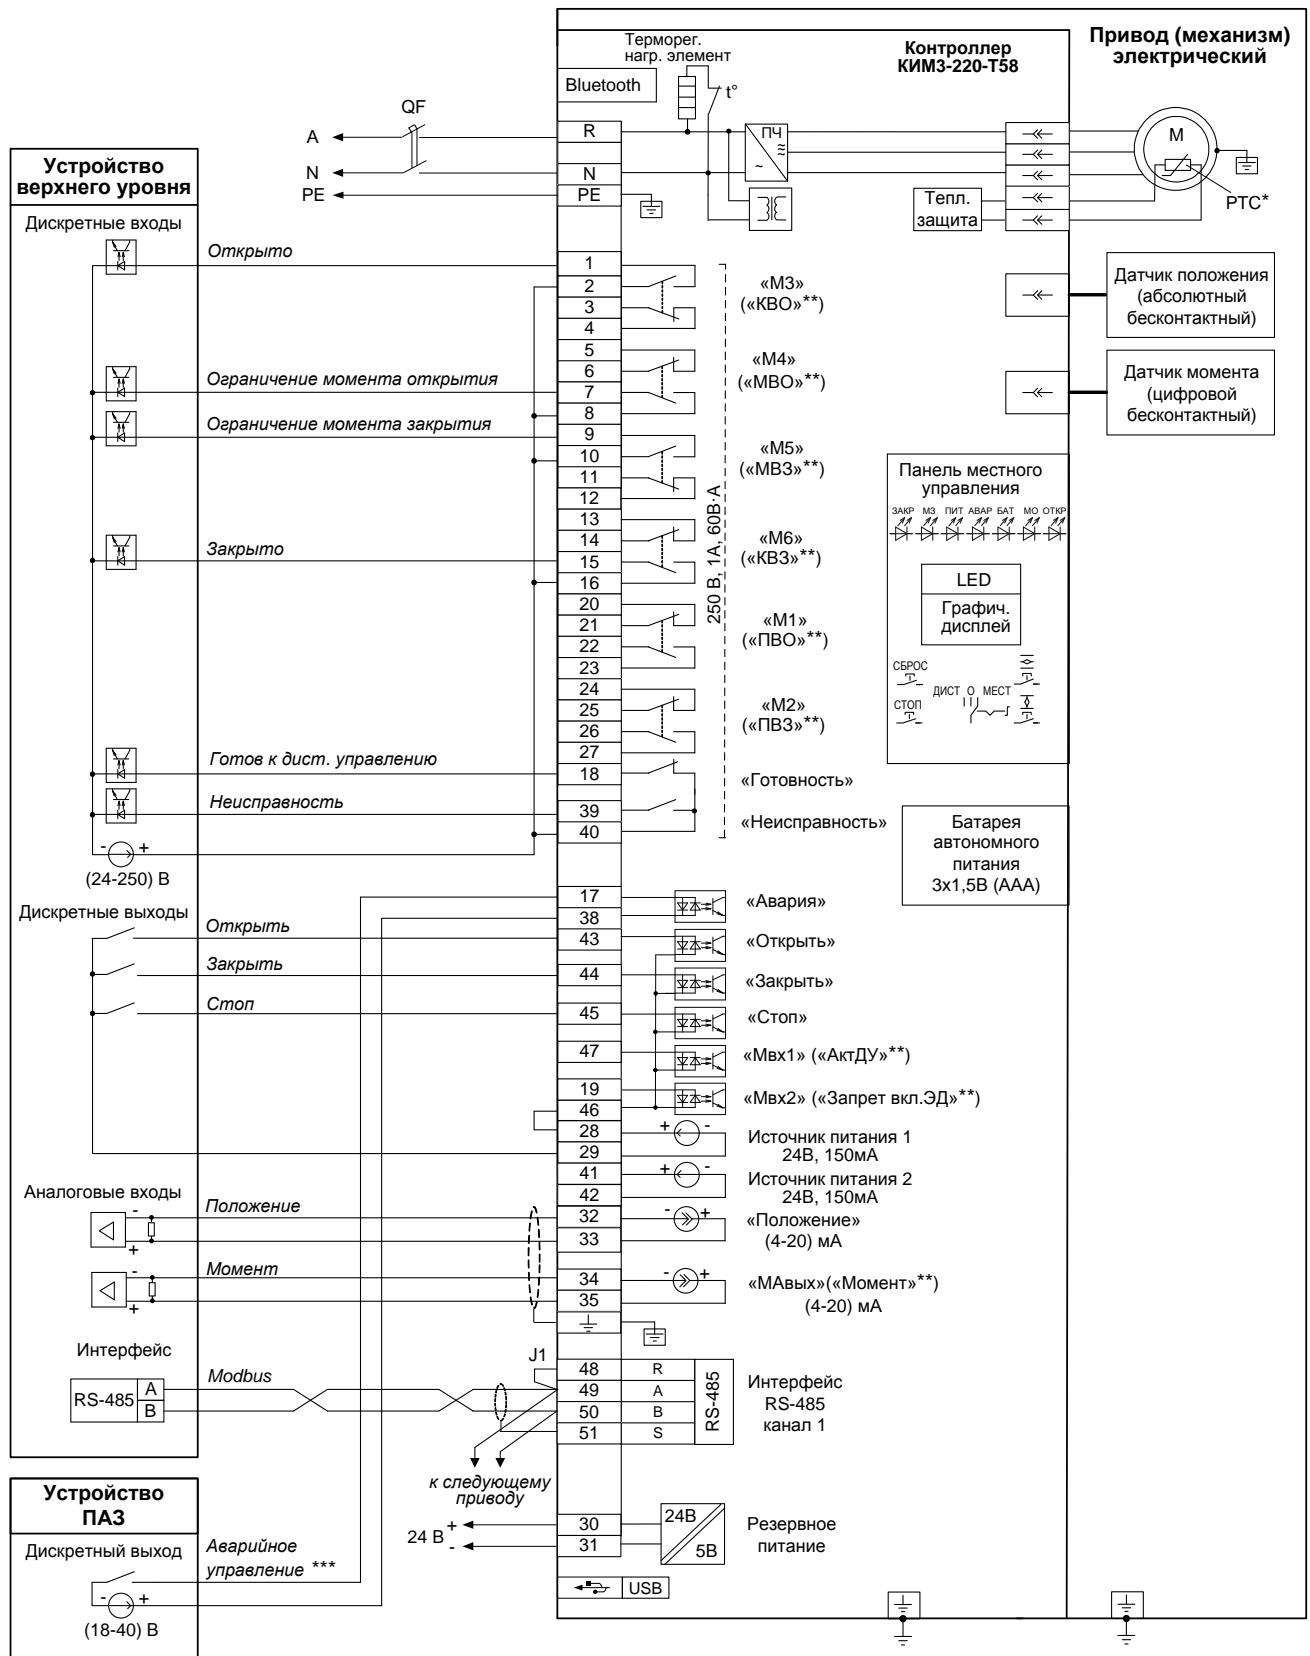 Устройство
верхнего уровня
Дискретные входы
Открыто
Ограничение момента открытия
Ограничение момента закрытия
Закрыто
Готов к дист. управлению
Неисправность
- +
(24-250) В
Дискретные выходы
Открыть
Закрыть
Стоп
Аналоговые входы
Положение
-
+
Момент
-
+
Интерфейс
RS-485
A
B
Modbus
Устройство
ПАЗ
Дискретный выход
Аварийное
управление ***
- +
(18-40) В
QF
A
N
PE
J1
к следующему
приводу
24 В
+
-
Bluetooth
Терморег.
нагр. элемент
t°
Контроллер
КИМ3-220-Т58
Привод (механизм)
электрический
R
N
PE
ПЧ
≈
~
Тепл.
защита
М
PTC*
1
2
3
4
5
6
7
8
9
10
11
12
13
14
15
16
20
21
22
23
24
25
26
27
18
39
40
«М3»
(«КВО»**)
«М4»
(«МВО»**)
«М5»
(«МВЗ»**)
«М6»
(«КВЗ»**)
«М1»
(«ПВО»**)
«М2»
(«ПВЗ»**)
«Готовность»
«Неисправность»
250 В, 1А, 60В·А
Датчик положения
(абсолютный
бесконтактный)
Датчик момента
(цифровой
бесконтактный)
Панель местного
управления
ЗАКР МЗ ПИТ АВАР БАТ МО ОТКР
LED
Графич.
дисплей
СБРОС
СТОП
ДИСТ О МЕСТ
Батарея
автономного
питания
3х1,5В (ААА)
17
38
43
44
45
47
19
46
28
29
41
42
32
33
34
35
«Авария»
«Открыть»
«Закрыть»
«Стоп»
«Мвх1» («АктДУ»**)
«Мвх2» («Запрет вкл.ЭД»**)
+ -
Источник питания 1
24В, 150мА
+ -
Источник питания 2
24В, 150мА
- +
«Положение»
(4-20) мА
- +
«МАвых»(«Момент»**)
(4-20) мА
48 R
49 A
50 B
51 S
RS-485
Интерфейс
RS-485
канал 1
30
31
24В
5В
Резервное
питание
USB